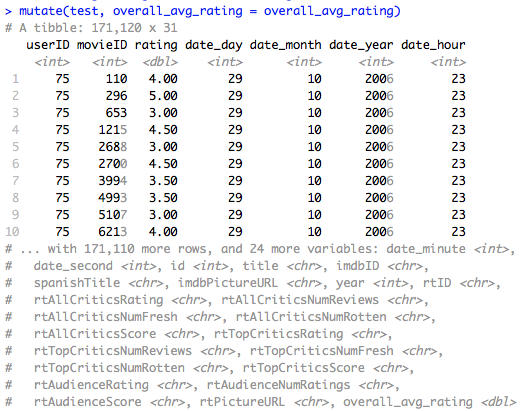 > mutate(test, overall_avg_rating = overall_avg_rating)
# A tibble: 171,120 x 31
userID movieID rating date_day date_month date_year date_hour
<int> <int> <dbl> <int> <int> <int> <int>
1 75 110 4.00 29 10 2006 23
2 75 296 5.00 29 10 2006 23
3 75 653 3.00 29 10 2006 23
4 75 1215 4.50 29 10 2006 23
5 75 2688 3.00 29 10 2006 23
6 75 2700 4.50 29 10 2006 23
7 75 3994 3.50 29 10 2006 23
8 75 4993 3.50 29 10 2006 23
9 75 5107 3.00 29 10 2006 23
10 75 6213 4.00 29 10 2006 23
# ... with 171,110 more rows, and 24 more variables: date_minute <int>,
# date_second <int>, id <int>, title <chr>, imdbID <chr>,
# spanishTitle <chr>, imdbPictureURL <chr>, year <int>, rtID <chr>,
# rtAllCriticsRating <chr>, rtAllCriticsNumReviews <chr>,
# rtAllCriticsNumFresh <chr>, rtAllCriticsNumRotten <chr>,
# rtAllCriticsScore <chr>, rtTopCriticsRating <chr>,
# rtTopCriticsNumReviews <chr>, rtTopCriticsNumFresh <chr>,
# rtTopCriticsNumRotten <chr>, rtTopCriticsScore <chr>,
# rtAudienceRating <chr>, rtAudienceNumRatings <chr>,
# rtAudienceScore <chr>, rtPictureURL <chr>, overall_avg_rating <dbl>